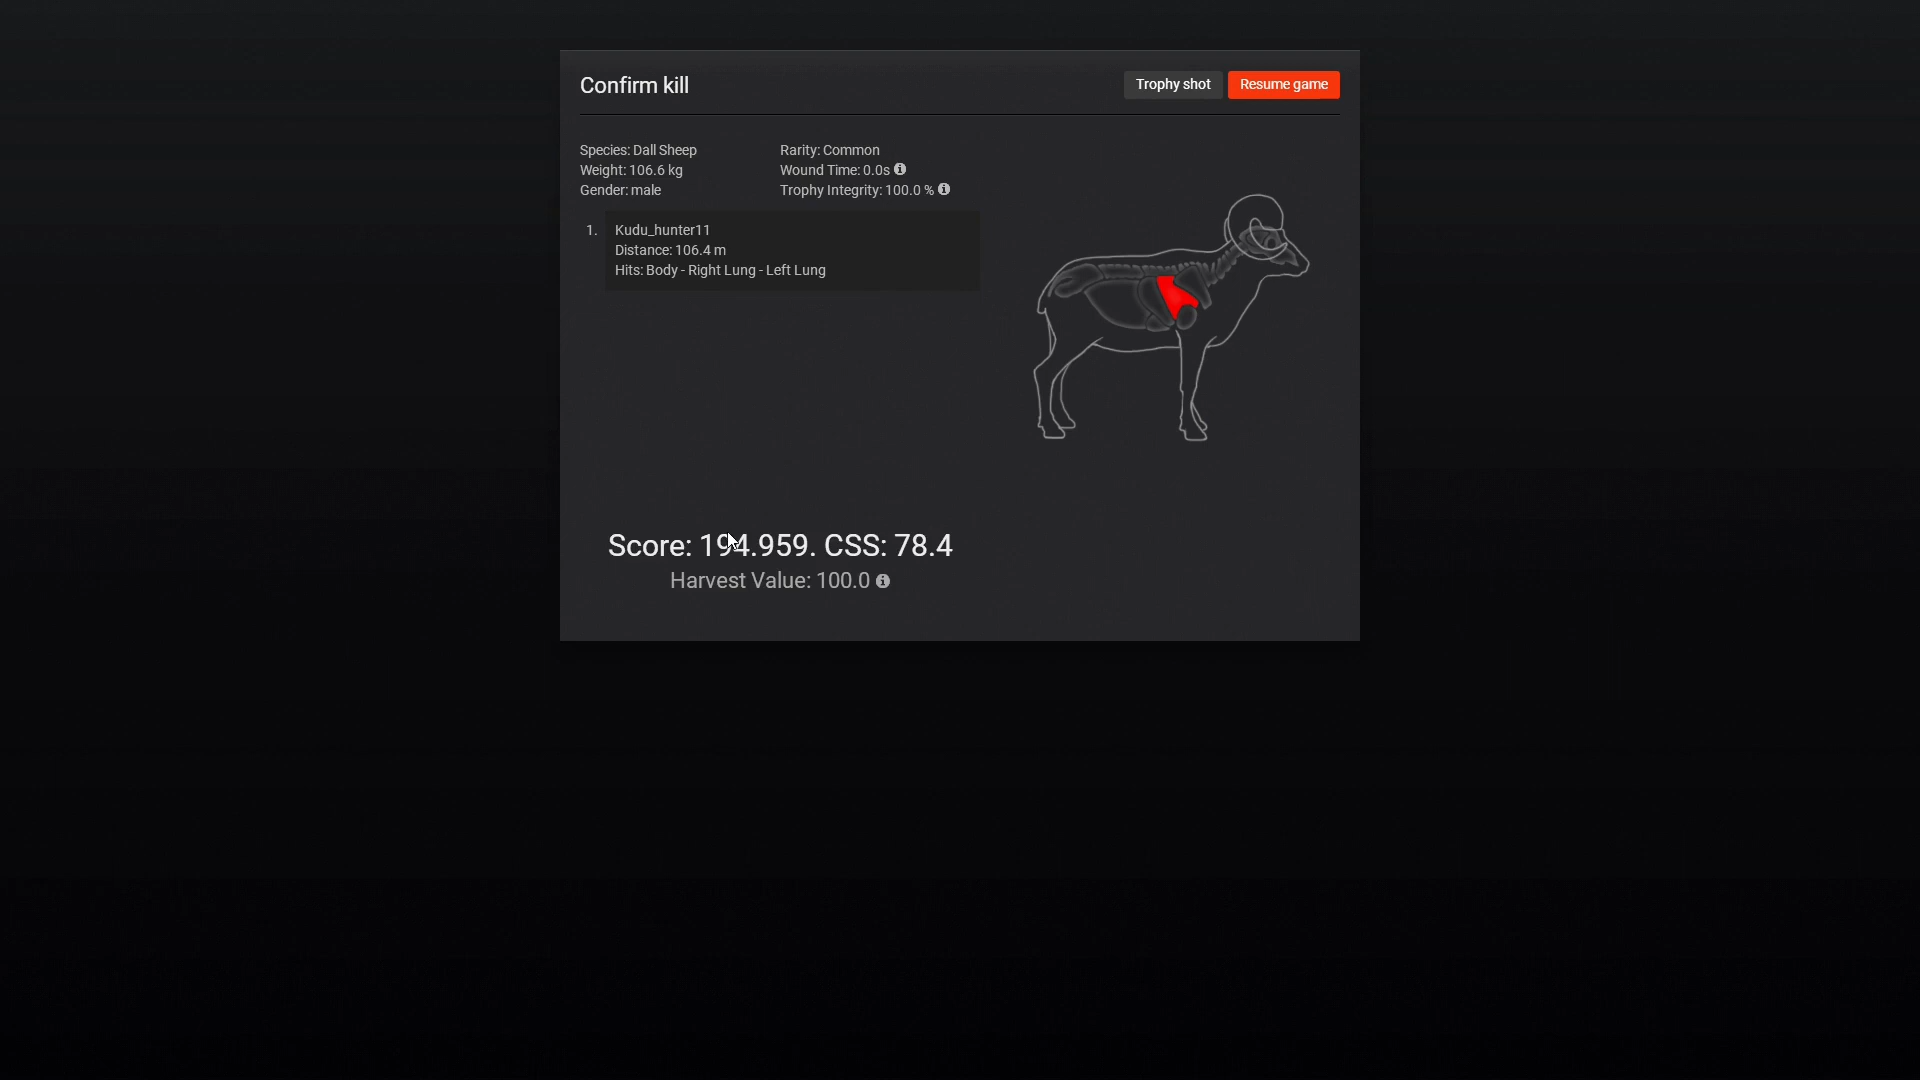 Confirm kill
Trophy shot
Resume game
Species: Dall Sheep
Weight: 106.6 kg
Gender: male
Rarity: Common
Wound Time: 0.0s
Trophy Integrity: 100.0 %
1.
Kudu_hunter11
Distance: 106.4 m
Hits: Body - Right Lung - Left Lung
Score: 194.959. CSS: 78.4
Harvest Value: 100.0